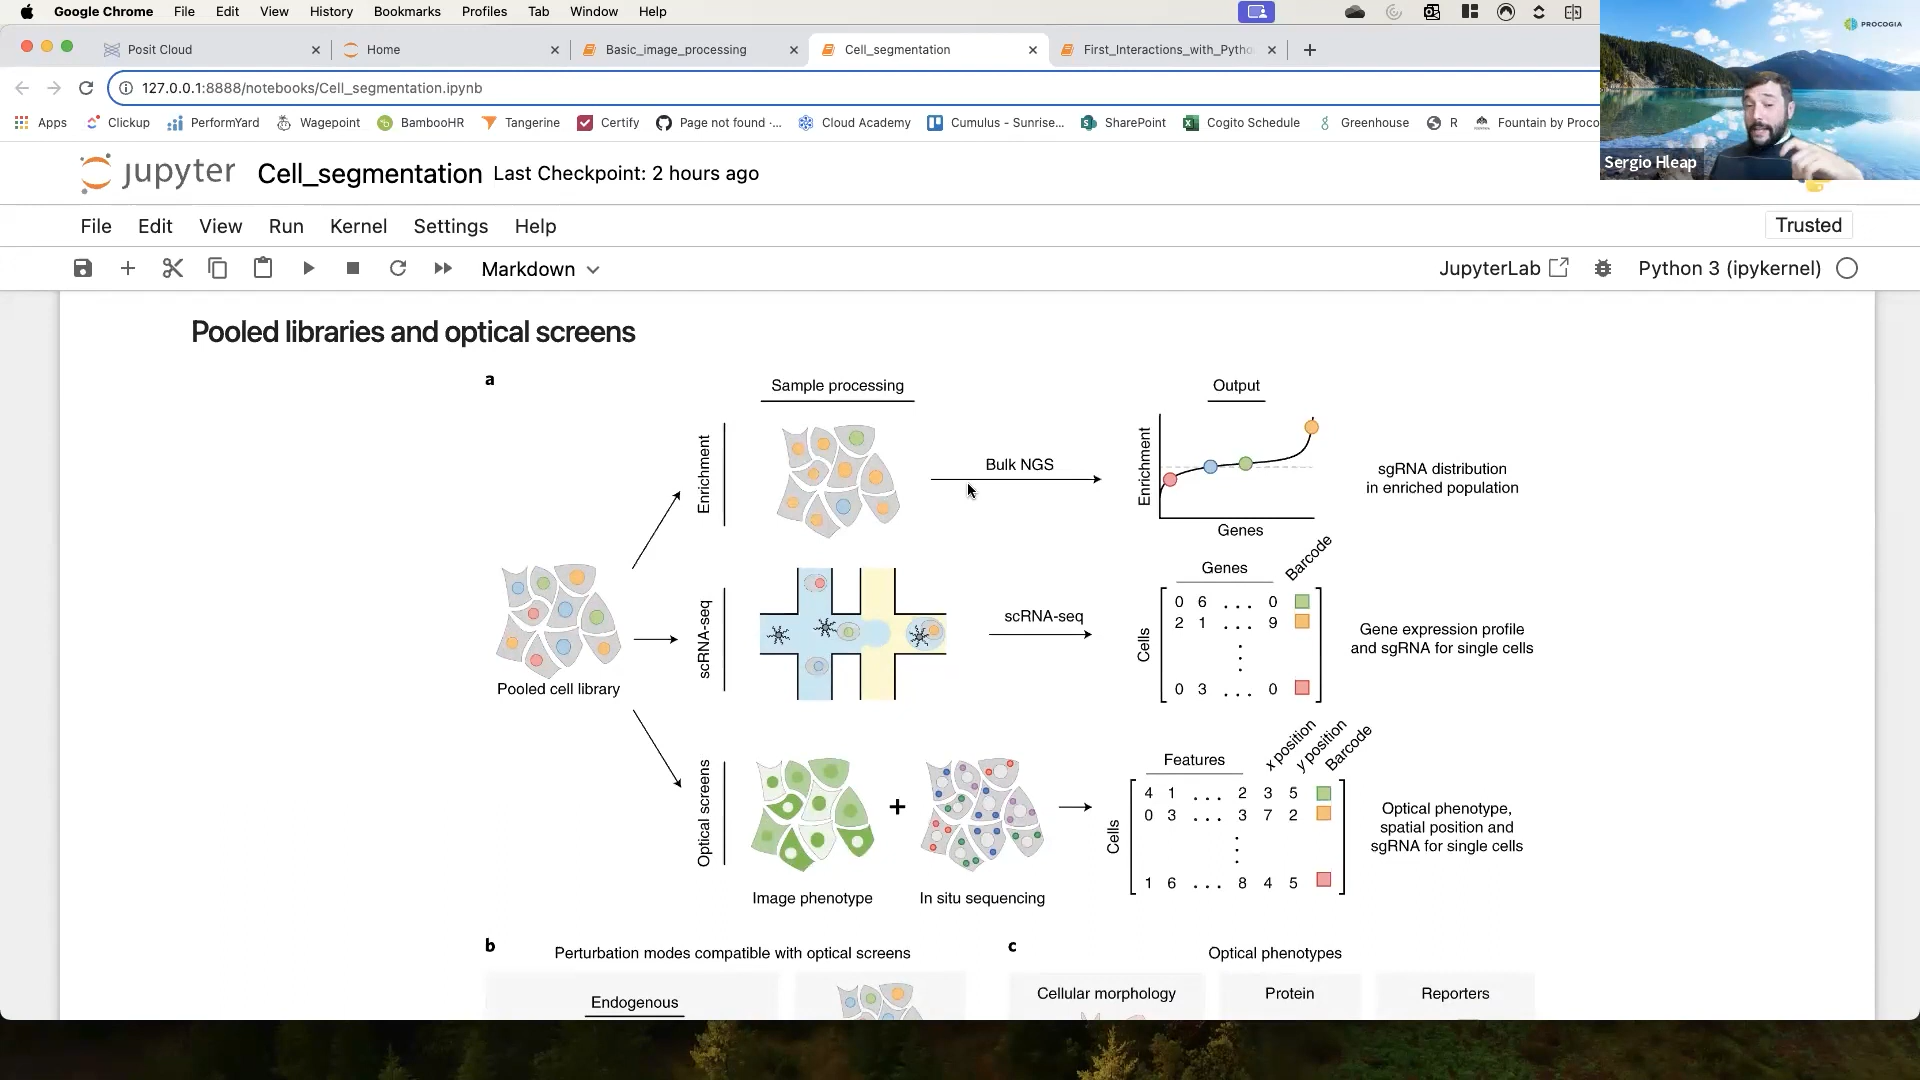 Google Chrome File Edit View History Bookmarks Profiles Tab Window Help
PROCOGIA
Posit Cloud Home Basic_image_processing Cell_segmentation First_Interactions_with_Pytho
127.0.0.1:8888/notebooks/Cell_segmentation.ipynb
Apps Clickup PerformYard Wagepoint BambooHR Tangerine Certify Page not found ·... Cloud Academy Cumulus - Sunrise... SharePoint Cogito Schedule Greenhouse R Fountain by Proco
Sergio Hleap
jupyter Cell_segmentation Last Checkpoint: 2 hours ago
File Edit View Run Kernel Settings Help
Trusted
Markdown JupyterLab Python 3 (ipykernel)
Pooled libraries and optical screens
a
Sample processing
Output
Enrichment
Bulk NGS
Enrichment
Genes
sgRNA distribution
in enriched population
Pooled cell library
scRNA-seq
scRNA-seq
Genes
Barcode
Cells
0 6 ... 0
2 1 ... 9
0 3 ... 0
Gene expression profile
and sgRNA for single cells
Optical screens
Image phenotype
+
In situ sequencing
Features
x position
y position
Barcode
Cells
4 1 ... 2 3 5
0 3 ... 3 7 2
1 6 ... 8 4 5
Optical phenotype,
spatial position and
sgRNA for single cells
b
Perturbation modes compatible with optical screens
Endogenous
c
Optical phenotypes
Cellular morphology Protein Reporters